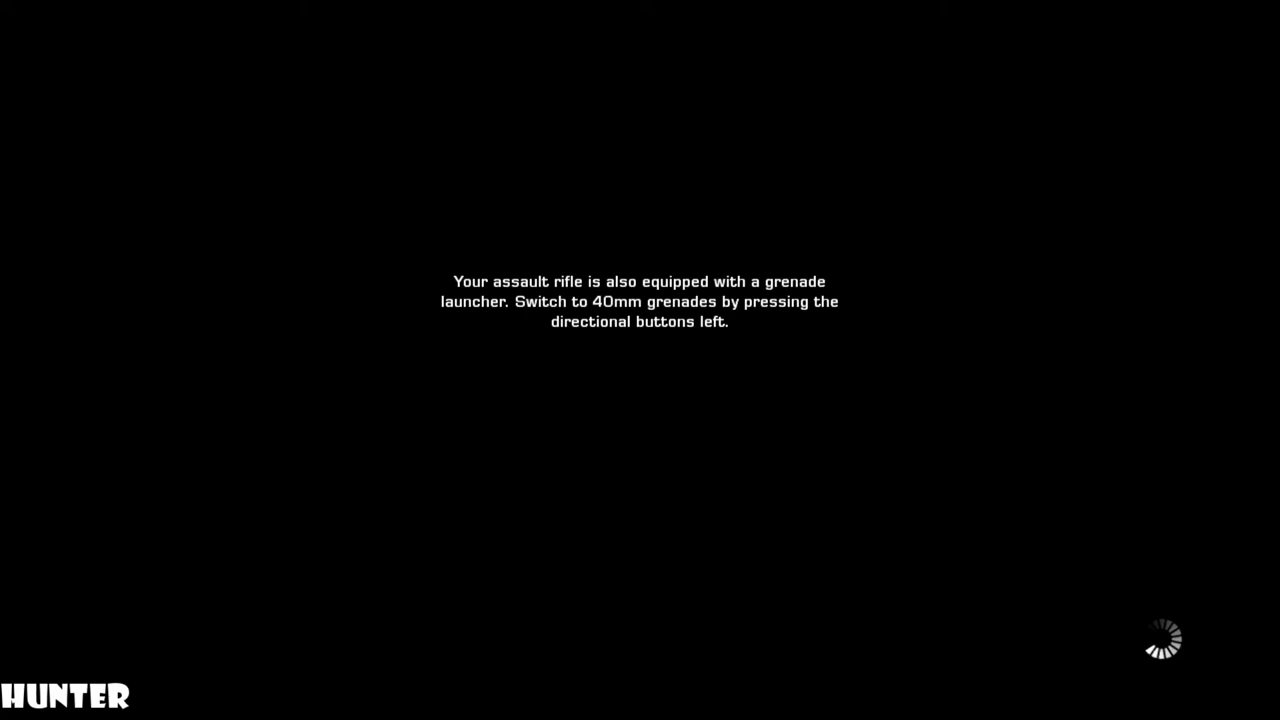 Your assault rifle is also equipped with a grenade
launcher. Switch to 40mm grenades by pressing the
directional buttons left.
HUNTER